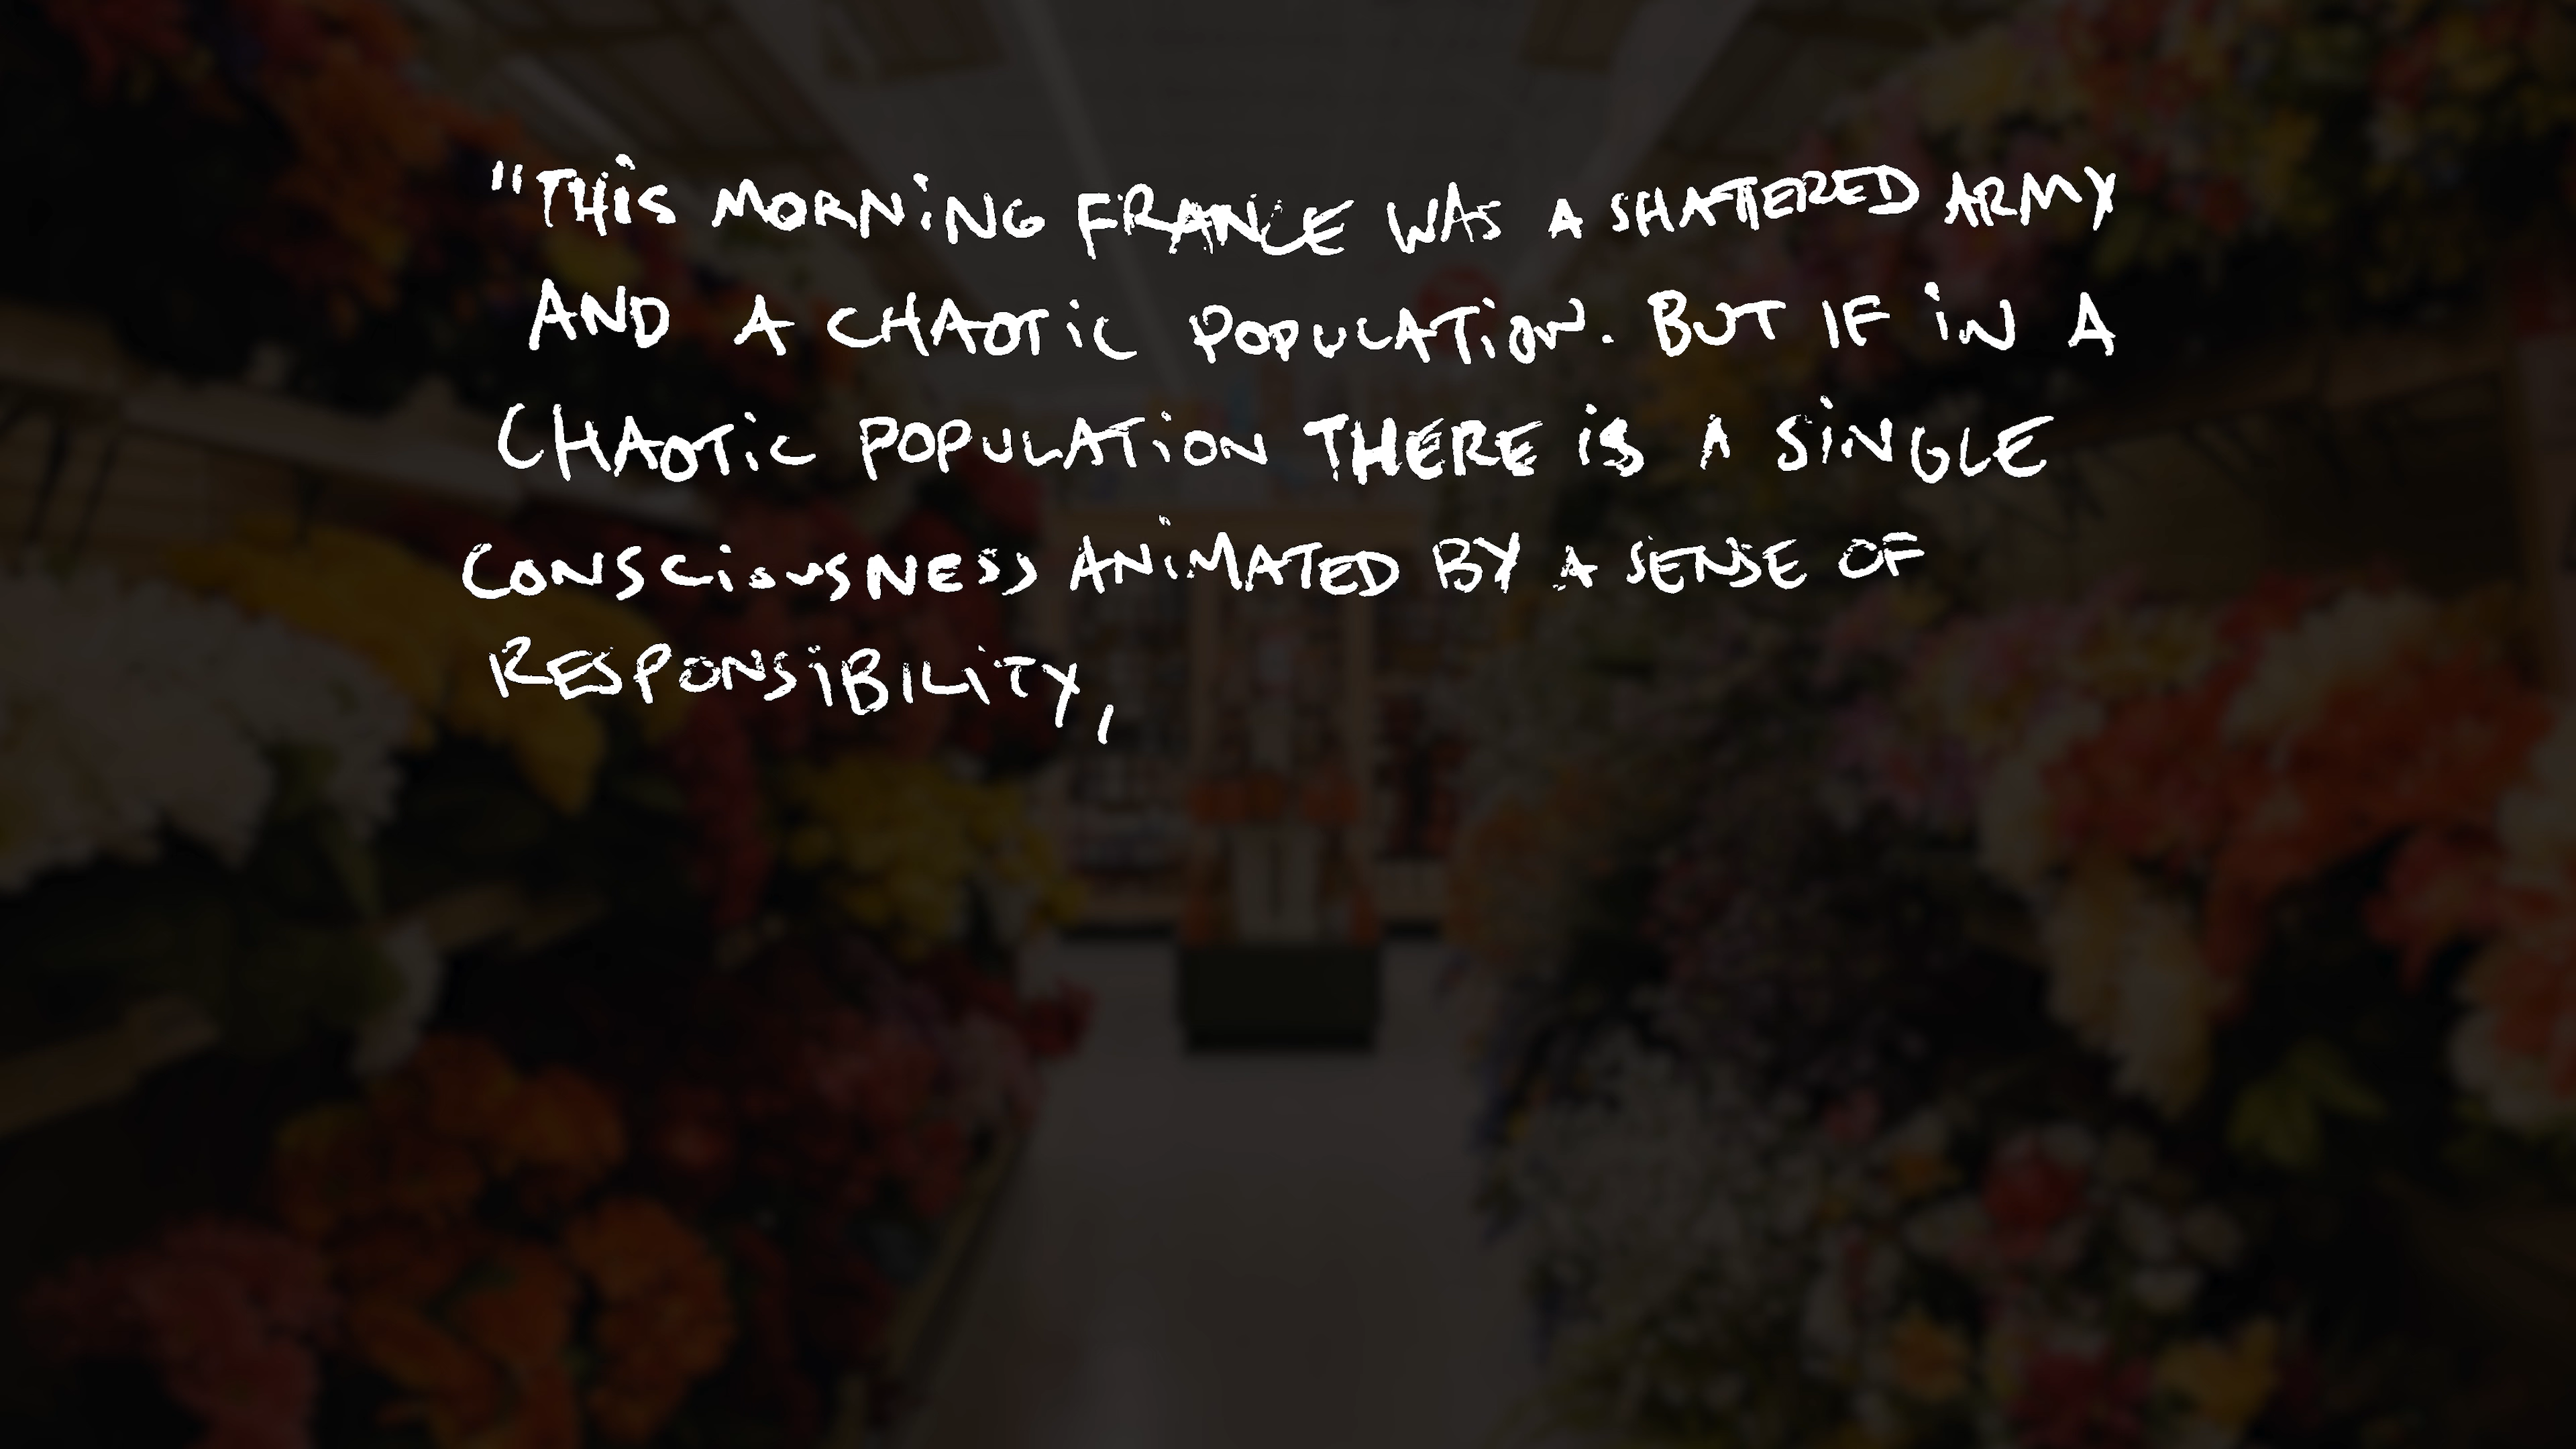 "THIS MORNING FRANCE WAS A SHATTERED ARMY
AND A CHAOTIC POPULATION. BUT IF IN A
CHAOTIC POPULATION THERE IS A SINGLE
CONSCIOUSNESS ANIMATED BY A SENSE OF
RESPONSIBILITY,